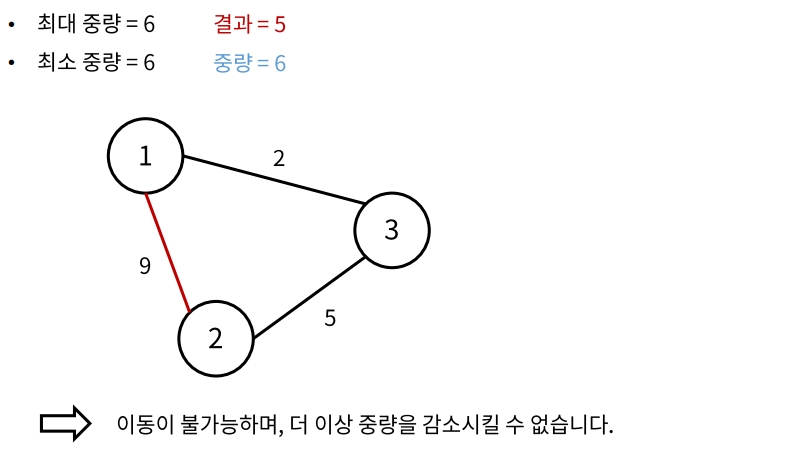 • 최대 중량 = 6 결과 = 5
• 최소 중량 = 6 중량 = 6
1
2
3
9
5
2
이동이 불가능하며, 더 이상 중량을 감소시킬 수 없습니다.